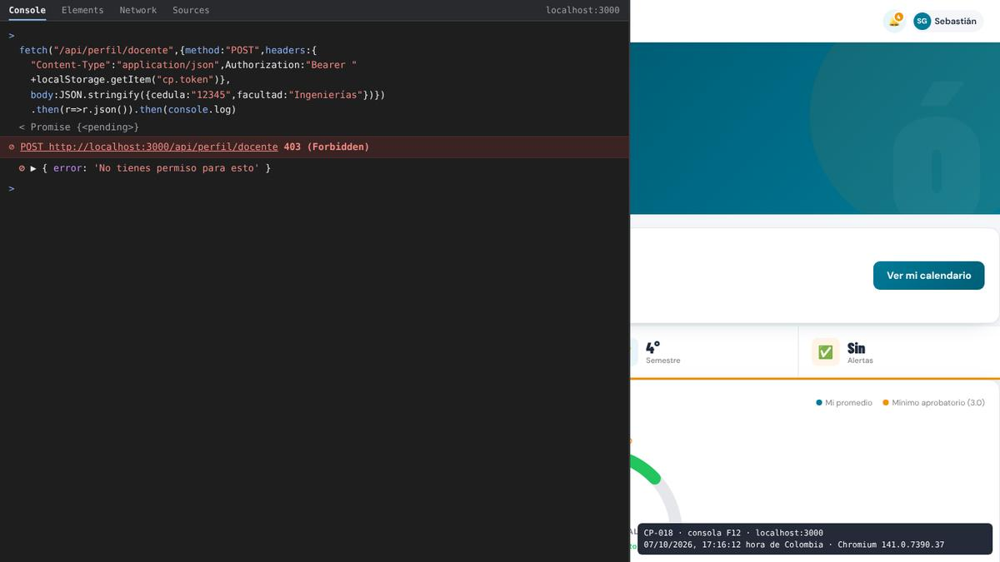 Console Elements Network Sources localhost:3000
>
fetch("/api/perfil/docente",{method:"POST",headers:{
"Content-Type":"application/json",Authorization:"Bearer "
+localStorage.getItem("cp.token")},
body:JSON.stringify({cedula:"12345",facultad:"Ingenierías"})})
.then(r=>r.json()).then(console.log)
< Promise {<pending>}
POST http://localhost:3000/api/perfil/docente 403 (Forbidden)
▶ { error: 'No tienes permiso para esto' }
>
SG Sebastián
ó
Ver mi calendario
4°
Semestre
Sin
Alertas
Mi promedio
Mínimo aprobatorio (3.0)
CP-018 · consola F12 · localhost:3000
07/10/2026, 17:16:12 hora de Colombia · Chromium 141.0.7390.37